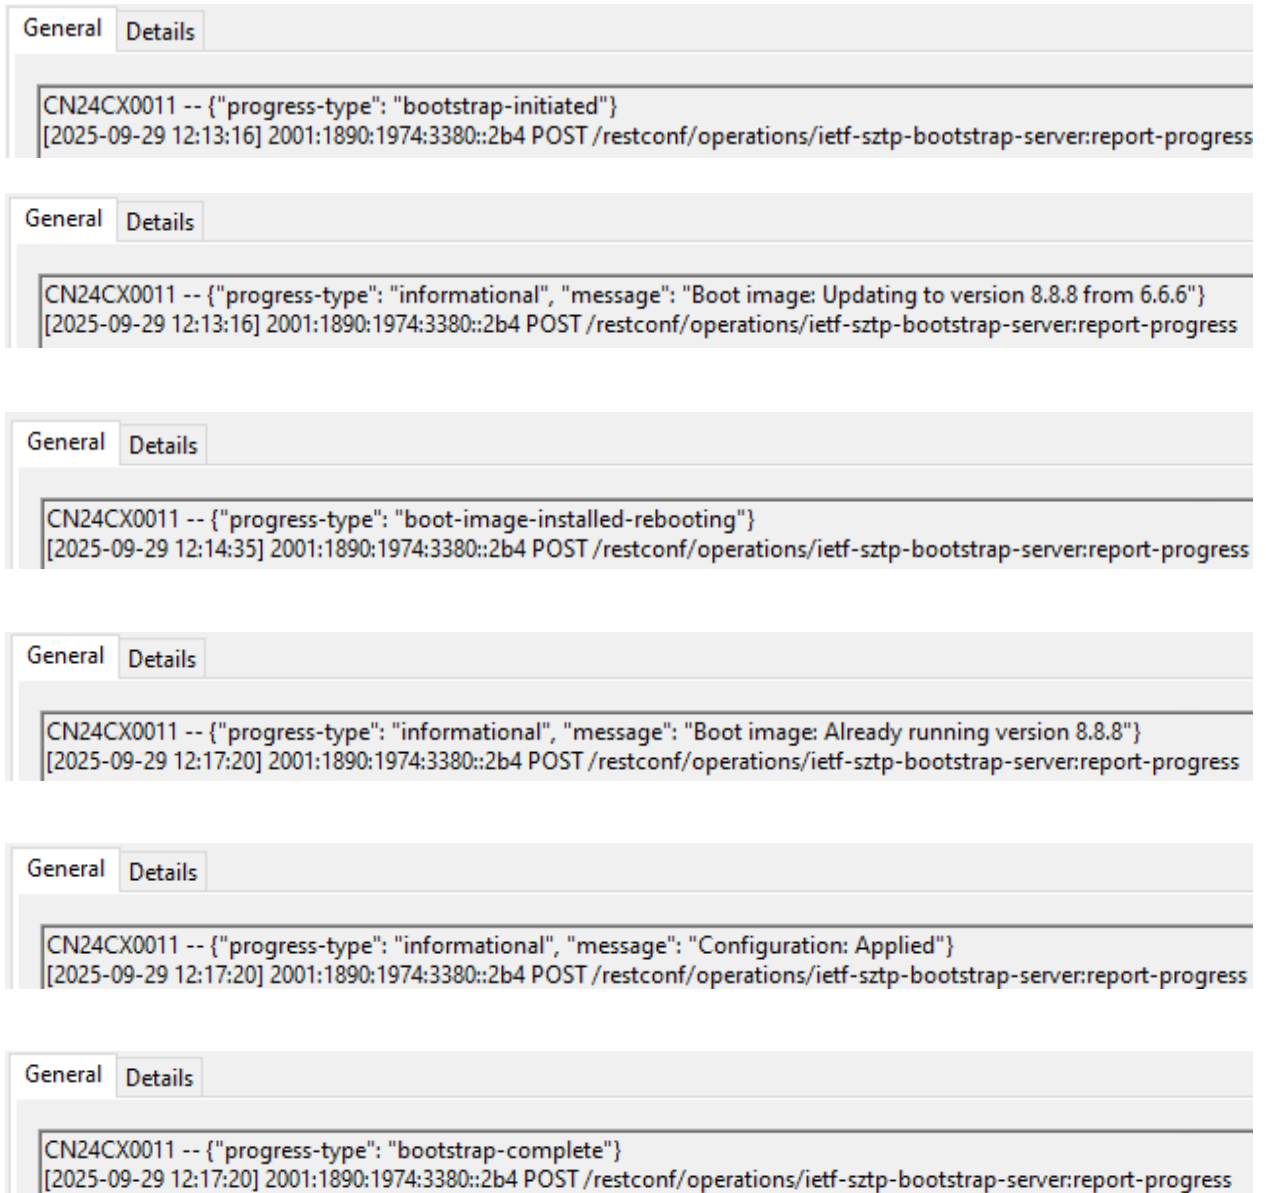 General Details
CN24CX0011 -- {"progress-type": "bootstrap-initiated"}
[2025-09-29 12:13:16] 2001:1890:1974:3380::2b4 POST /restconf/operations/ietf-sztp-bootstrap-server:report-progress
General Details
CN24CX0011 -- {"progress-type": "informational", "message": "Boot image: Updating to version 8.8.8 from 6.6.6"}
[2025-09-29 12:13:16] 2001:1890:1974:3380::2b4 POST /restconf/operations/ietf-sztp-bootstrap-server:report-progress
General Details
CN24CX0011 -- {"progress-type": "boot-image-installed-rebooting"}
[2025-09-29 12:14:35] 2001:1890:1974:3380::2b4 POST /restconf/operations/ietf-sztp-bootstrap-server:report-progress
General Details
CN24CX0011 -- {"progress-type": "informational", "message": "Boot image: Already running version 8.8.8"}
[2025-09-29 12:17:20] 2001:1890:1974:3380::2b4 POST /restconf/operations/ietf-sztp-bootstrap-server:report-progress
General Details
CN24CX0011 -- {"progress-type": "informational", "message": "Configuration: Applied"}
[2025-09-29 12:17:20] 2001:1890:1974:3380::2b4 POST /restconf/operations/ietf-sztp-bootstrap-server:report-progress
General Details
CN24CX0011 -- {"progress-type": "bootstrap-complete"}
[2025-09-29 12:17:20] 2001:1890:1974:3380::2b4 POST /restconf/operations/ietf-sztp-bootstrap-server:report-progress